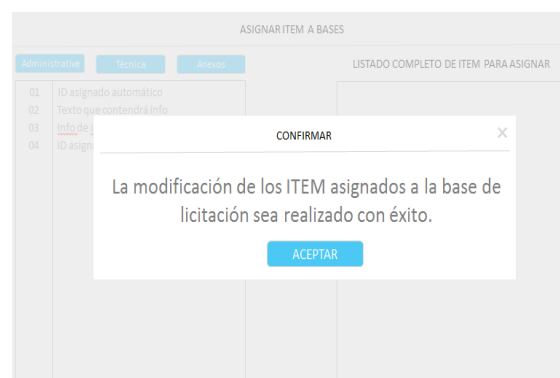 ASIGNAR ITEM A BASES
Administrativa Técnica Anexos
LISTADO COMPLETO DE ITEM PARA ASIGNAR
01 ID asignado automático
02 Texto que contendrá info
03 Info de
04 ID asign
CONFIRMAR
La modificación de los ITEM asignados a la base de
licitación sea realizado con éxito.
ACEPTAR